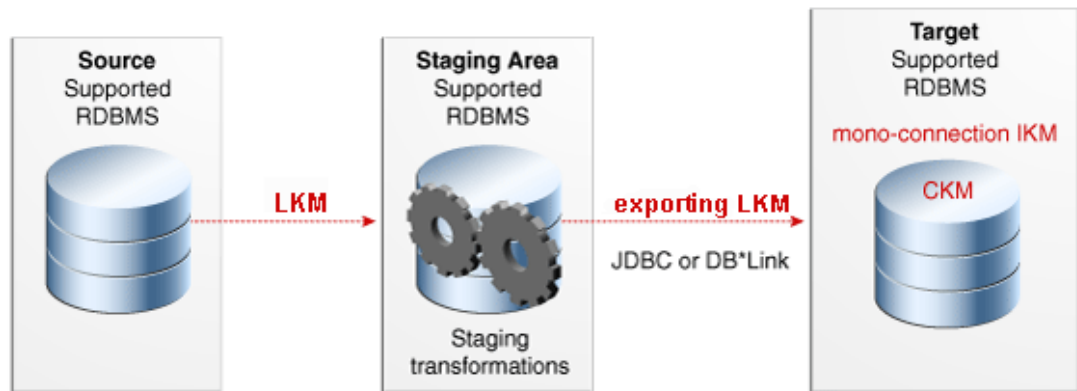 Source
Supported
RDBMS
LKM
Staging Area
Supported
RDBMS
Staging
transformations
exporting LKM
JDBC or DB*Link
Target
Supported
RDBMS
mono-connection IKM
CKM